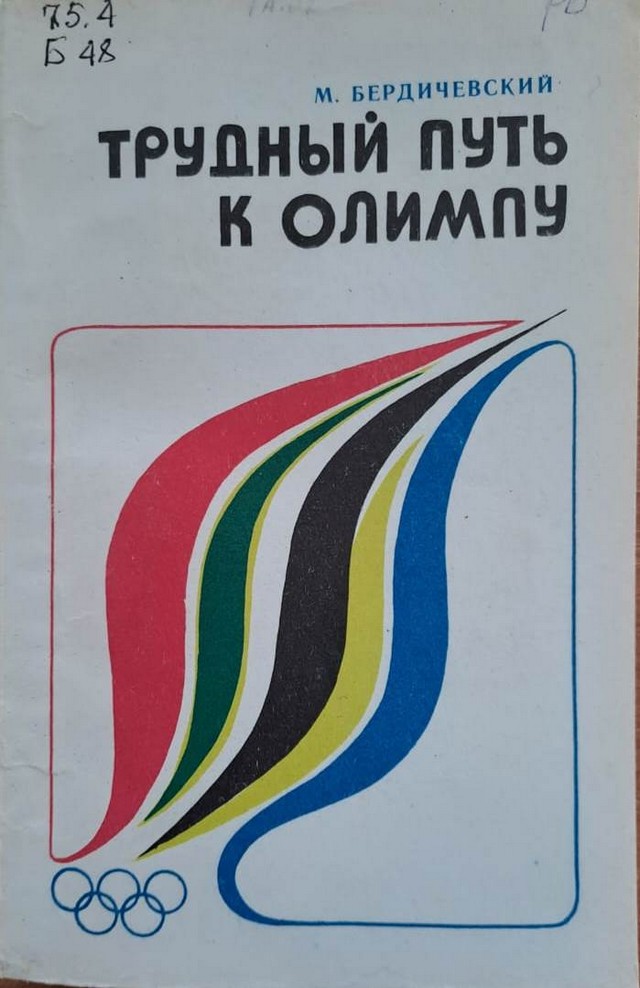 75.4
Б 48
М. БЕРДИЧЕВСКИЙ
ТРУДНЫЙ ПУТЬ
К ОЛИМПУ